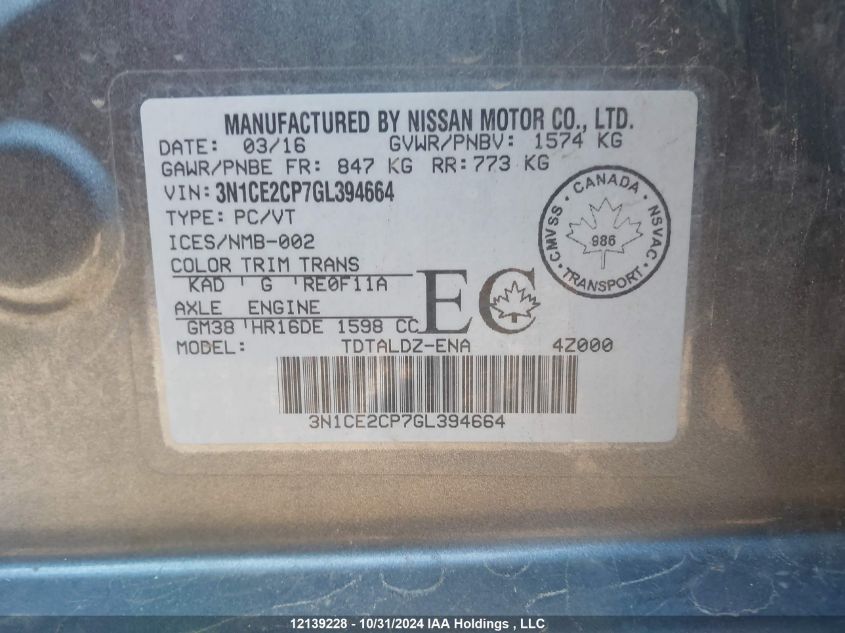 MANUFACTURED BY NISSAN MOTOR CO., LTD.
DATE: 03/16 GVWR/PNBV: 1574 KG
GAWR/PNBE FR: 847 KG RR: 773 KG
VIN: 3N1CE2CP7GL394664
TYPE: PC/VT
ICES/NMB-002
COLOR TRIM TRANS
KAD ' G ' RE0F11A
AXLE ENGINE
GM38 ' HR16DE 1598 CC
EC
MODEL: TDTALDZ-ENA 4Z000
3N1CE2CP7GL394664
CANADA
CMVSS 986 NSVAC
TRANSPORT
12139228 - 10/31/2024 IAA Holdings , LLC